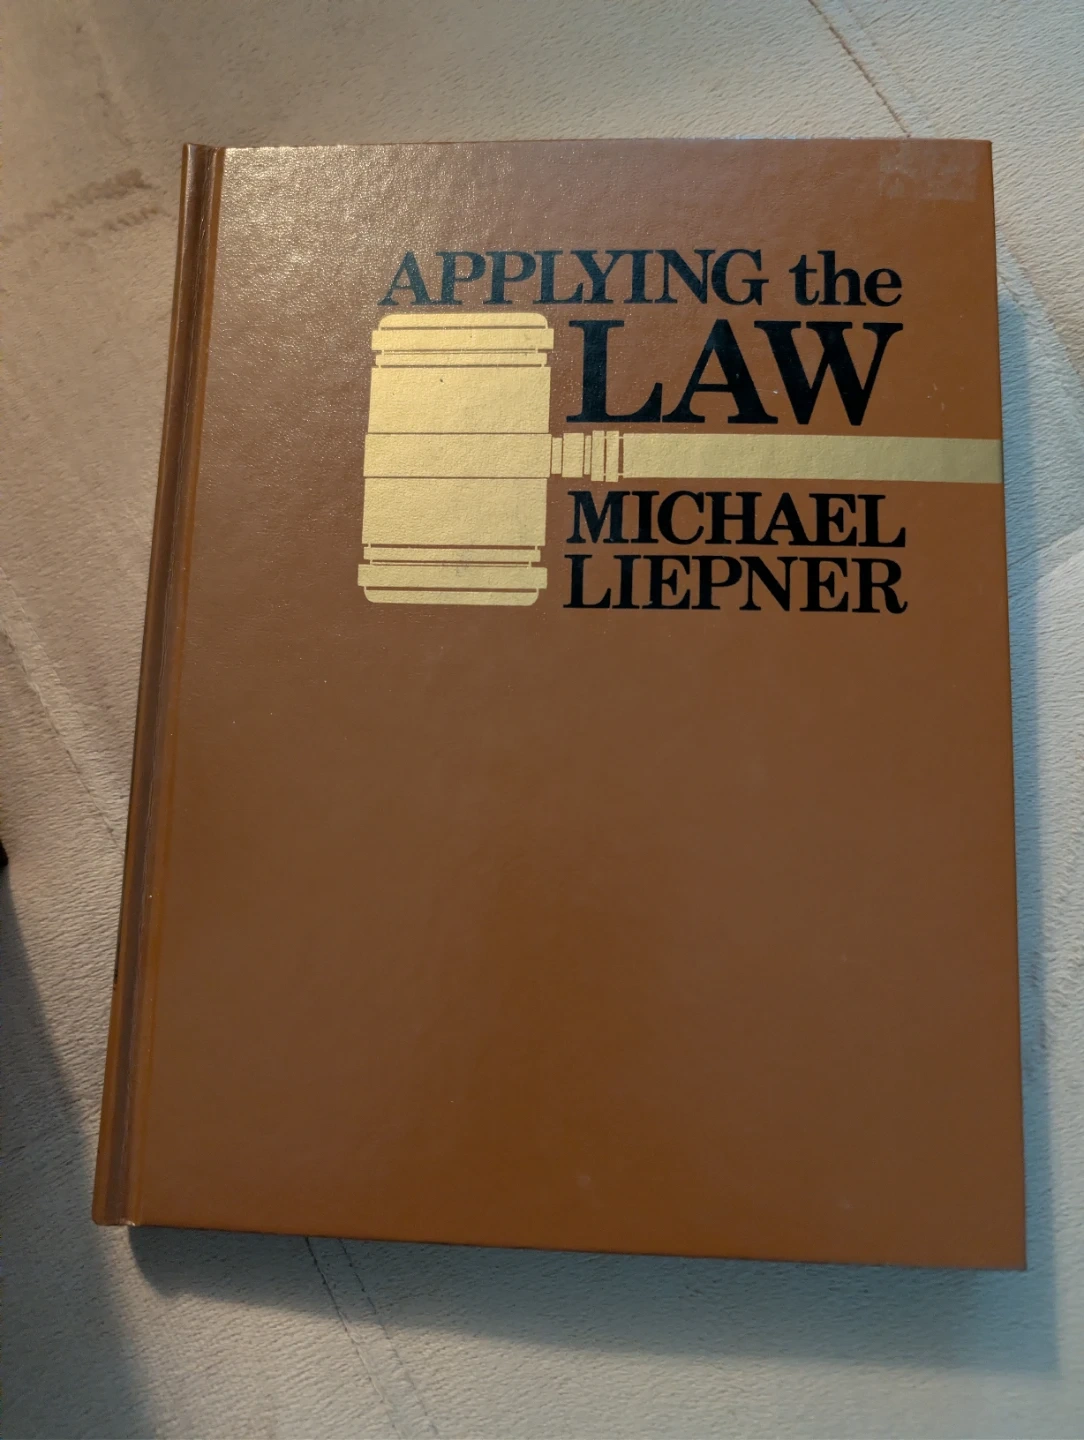 APPLYING the
LAW
MICHAEL
LIEPNER